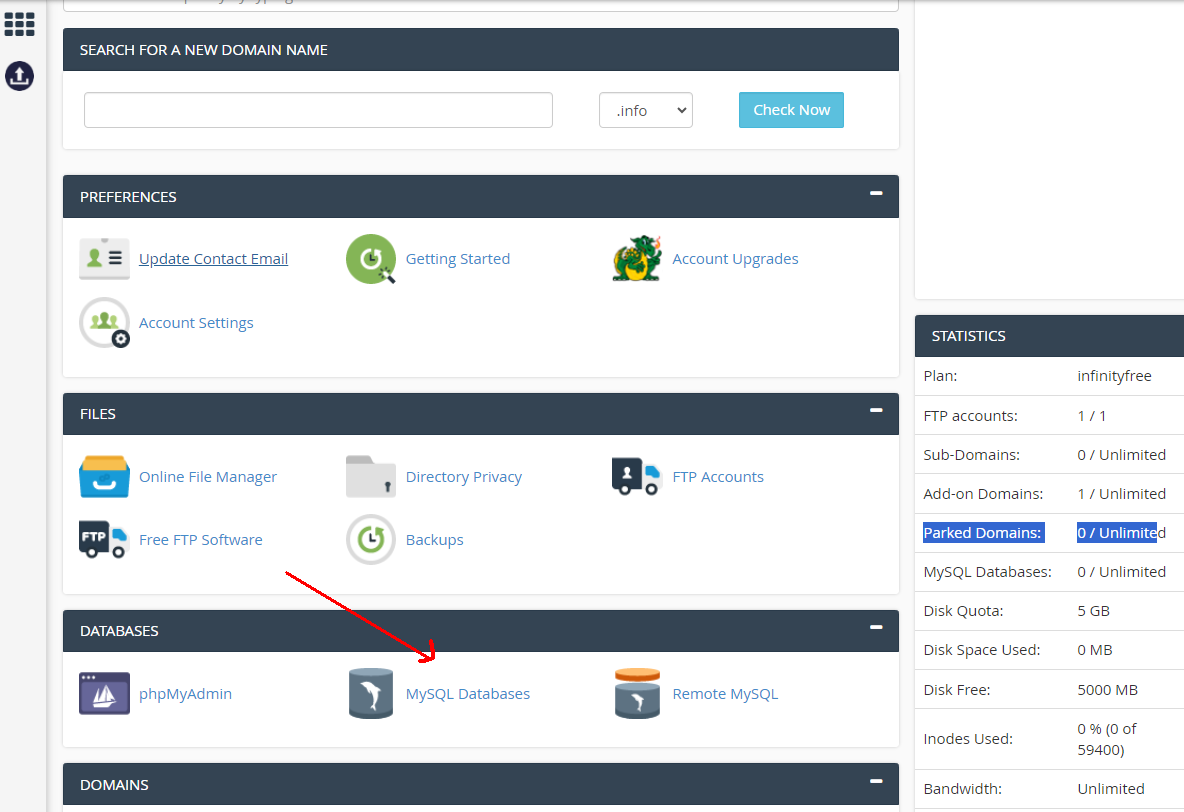 SEARCH FOR A NEW DOMAIN NAME
.info
Check Now
PREFERENCES
Update Contact Email
Getting Started
Account Upgrades
Account Settings
FILES
Online File Manager
Directory Privacy
FTP Accounts
FTP
Free FTP Software
Backups
DATABASES
phpMyAdmin
MySQL Databases
Remote MySQL
DOMAINS
STATISTICS
Plan: infinityfree
FTP accounts: 1 / 1
Sub-Domains: 0 / Unlimited
Add-on Domains: 1 / Unlimited
Parked Domains: 0 / Unlimited
MySQL Databases: 0 / Unlimited
Disk Quota: 5 GB
Disk Space Used: 0 MB
Disk Free: 5000 MB
Inodes Used: 0 % (0 of
59400)
Bandwidth: Unlimited